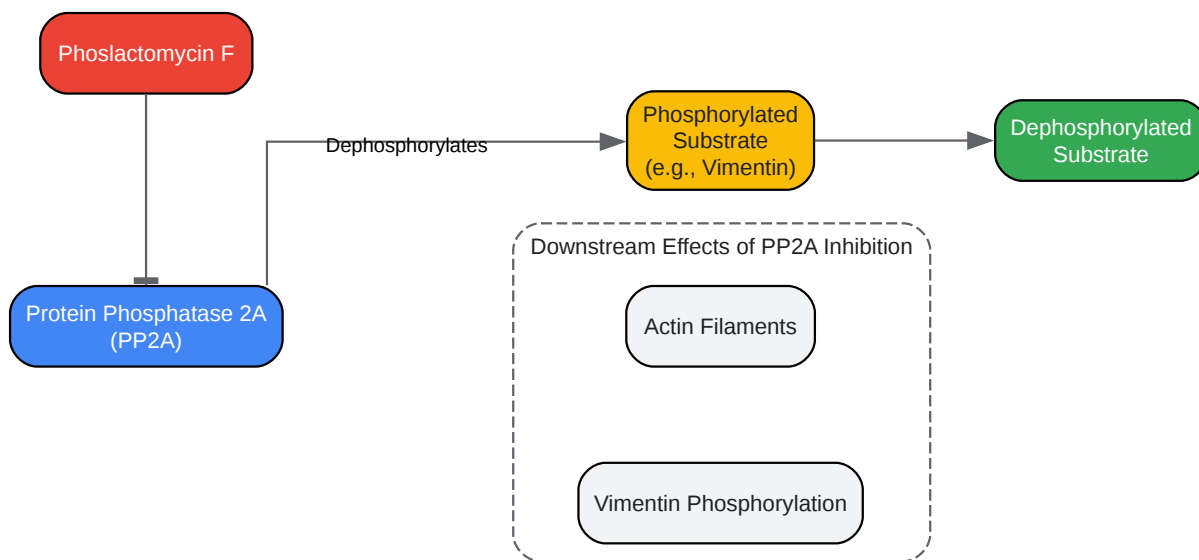 Phoslactomycin F
Dephosphorylates
Phosphorylated
Substrate
(e.g., Vimentin)
Dephosphorylated
Substrate
Protein Phosphatase 2A
(PP2A)
Downstream Effects of PP2A Inhibition
Actin Filaments
Vimentin Phosphorylation